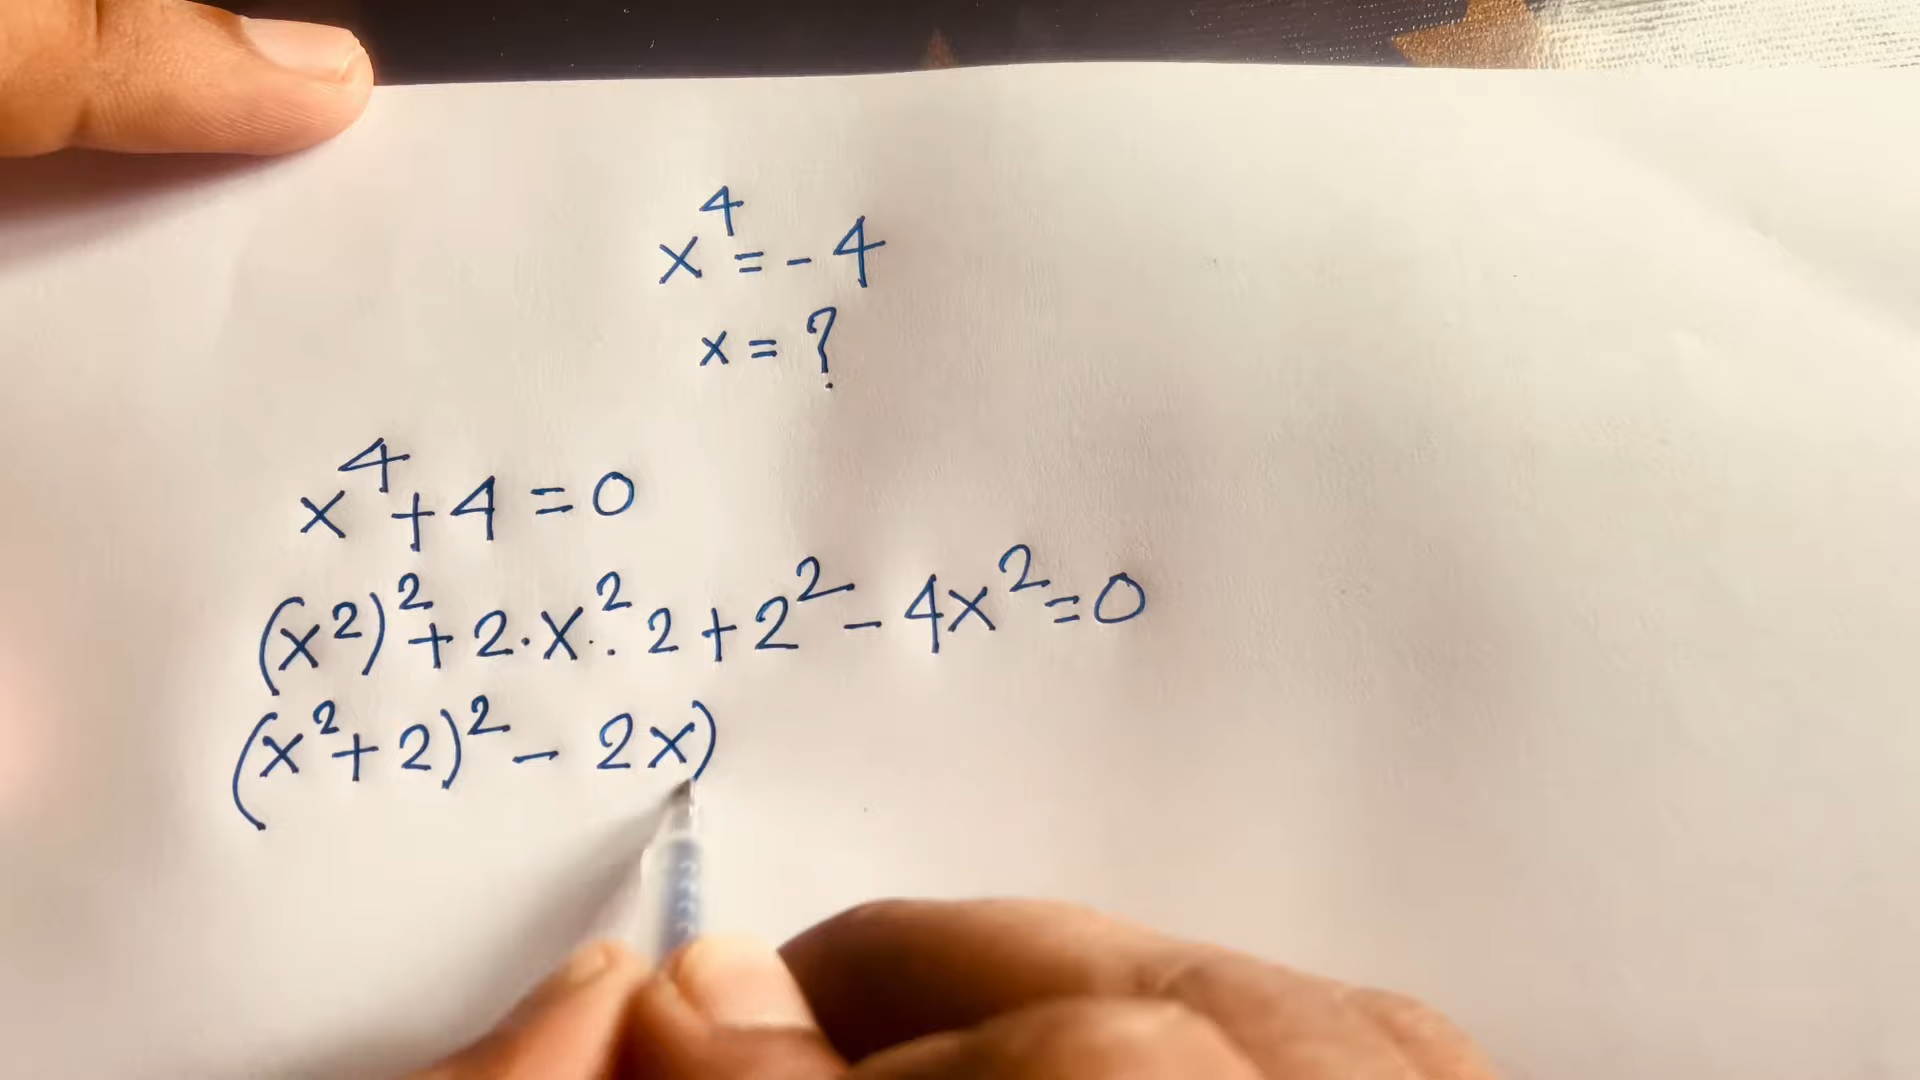 x⁴ = - 4
x = ?
x⁴ + 4 = 0
(x²)² + 2·x²·2 + 2² - 4x² = 0
(x² + 2)² - 2x)